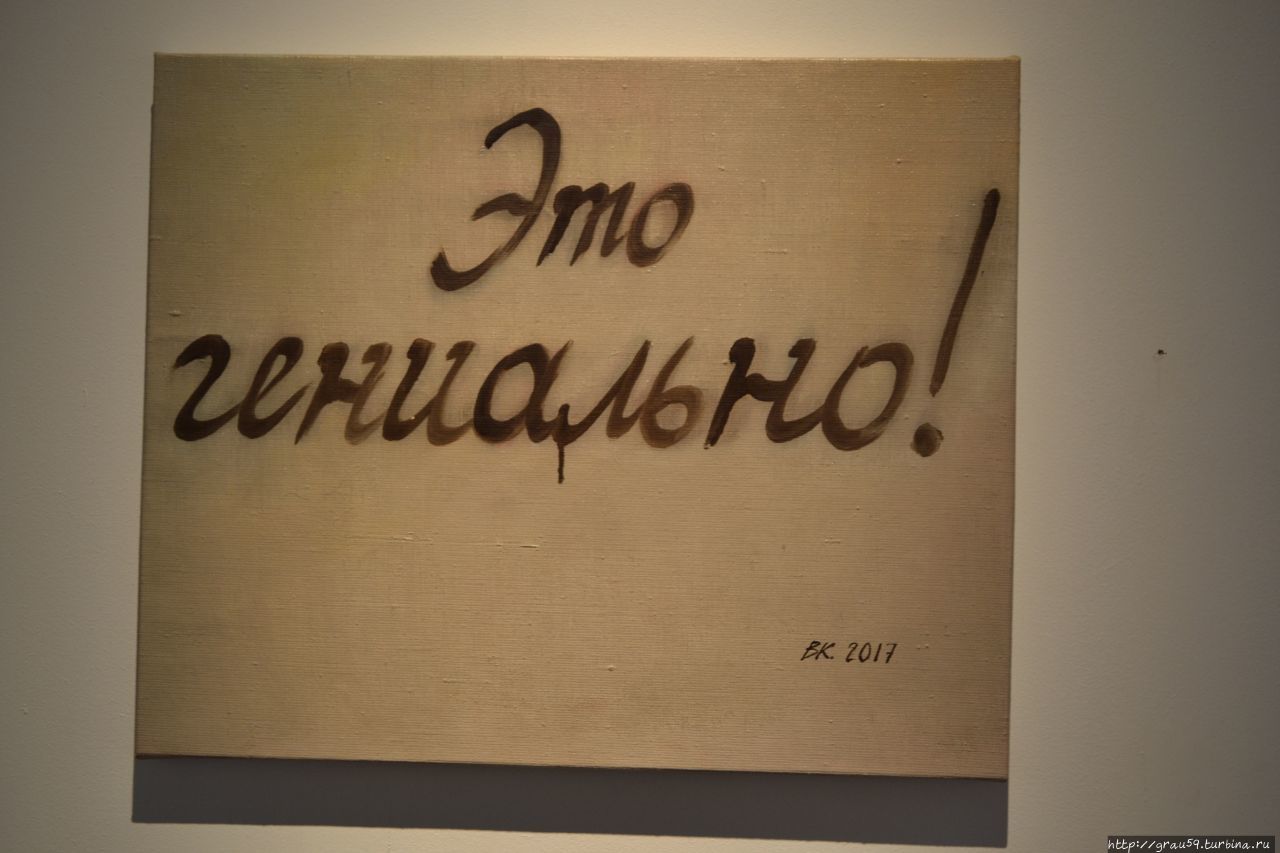 Это
гениально!
ВК. 2017
http://grau59.turbina.ru